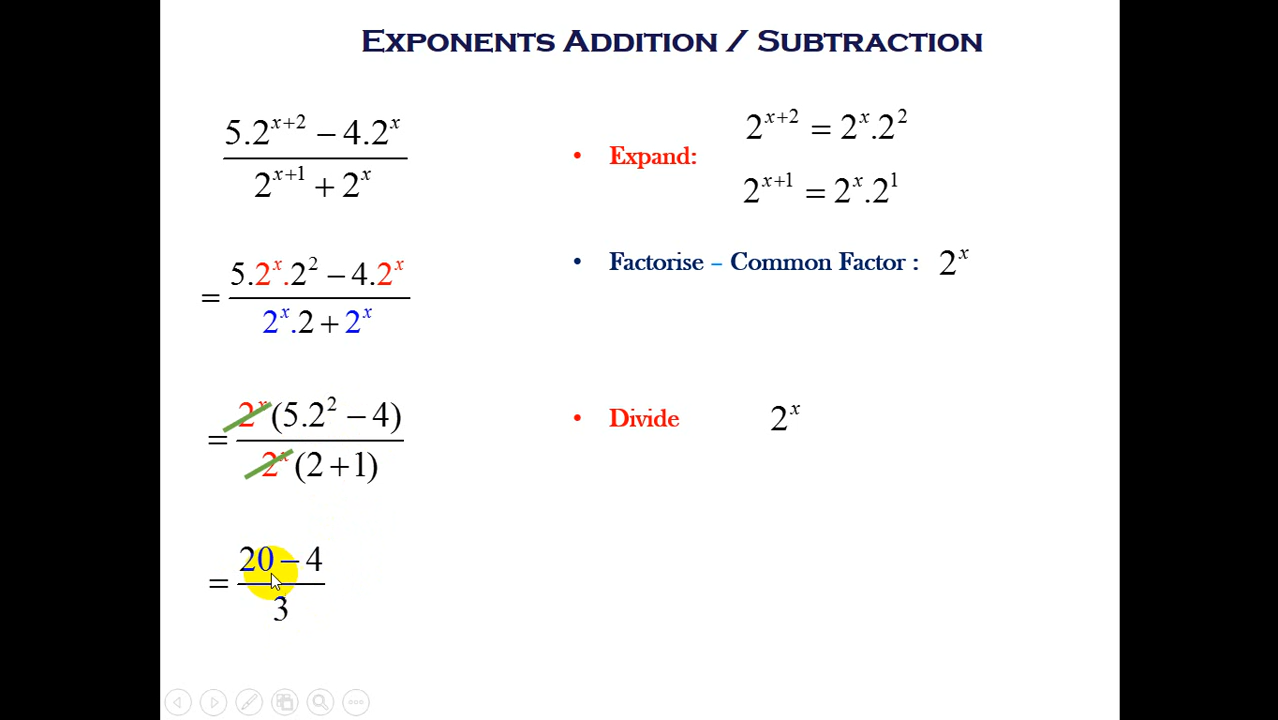 EXPONENTS ADDITION / SUBTRACTION
5.2^{x+2} − 4.2^x
2^{x+1} + 2^x
• Expand: 2^{x+2} = 2^x.2^2
2^{x+1} = 2^x.2^1
= 5.2^x.2^2 − 4.2^x
2^x.2 + 2^x
• Factorise – Common Factor : 2^x
= 2^x(5.2^2 − 4)
2^x(2 + 1)
• Divide 2^x
= 20 − 4
3